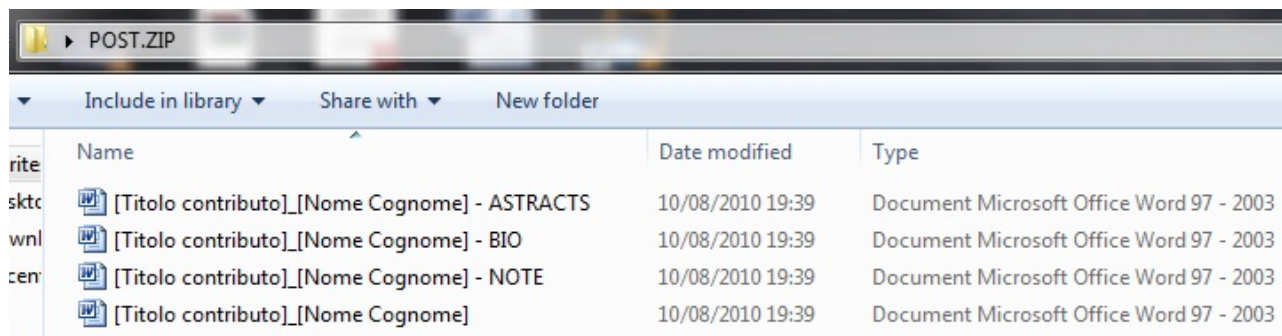 POST.ZIP
Include in library Share with New folder
Name Date modified Type
[Titolo contributo]_[Nome Cognome] - ASTRACTS 10/08/2010 19:39 Document Microsoft Office Word 97 - 2003
[Titolo contributo]_[Nome Cognome] - BIO 10/08/2010 19:39 Document Microsoft Office Word 97 - 2003
[Titolo contributo]_[Nome Cognome] - NOTE 10/08/2010 19:39 Document Microsoft Office Word 97 - 2003
[Titolo contributo]_[Nome Cognome] 10/08/2010 19:39 Document Microsoft Office Word 97 - 2003